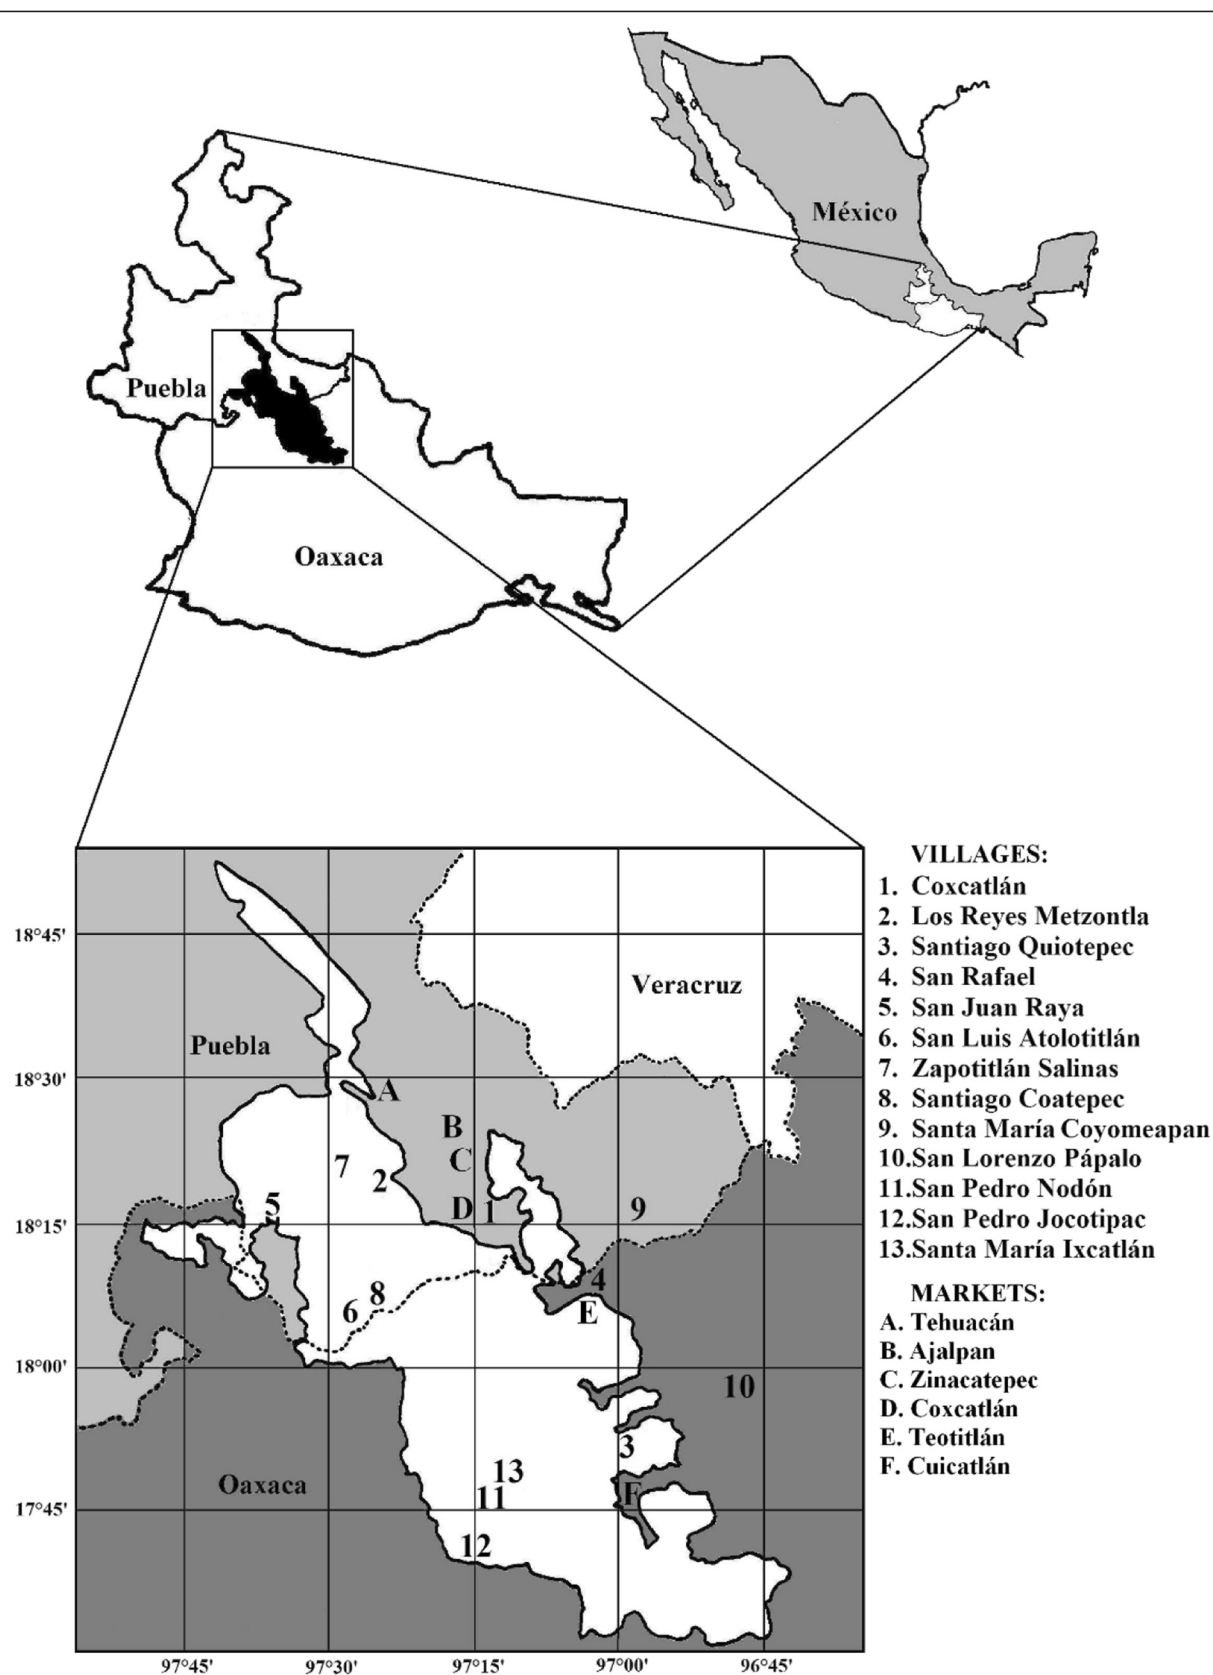 México
Puebla
Oaxaca
VILLAGES:
1. Coxcatlán
2. Los Reyes Metzontla
3. Santiago Quiotepec
4. San Rafael
5. San Juan Raya
6. San Luis Atolotitlán
7. Zapotitlán Salinas
8. Santiago Coatepec
9. Santa María Coyomeapan
10.San Lorenzo Pápalo
11.San Pedro Nodón
12.San Pedro Jocotipac
13.Santa María Ixcatlán
MARKETS:
A. Tehuacán
B. Ajalpan
C. Zinacatepec
D. Coxcatlán
E. Teotitlán
F. Cuicatlán
18°45'
Veracruz
Puebla
18°30'
A
B
C
7
2
5
D
1
9
18°15'
4
8
6
E
18°00'
10
3
13
Oaxaca
11
F
17°45'
12
97°45'
97°30'
97°15'
97°00'
96°45'